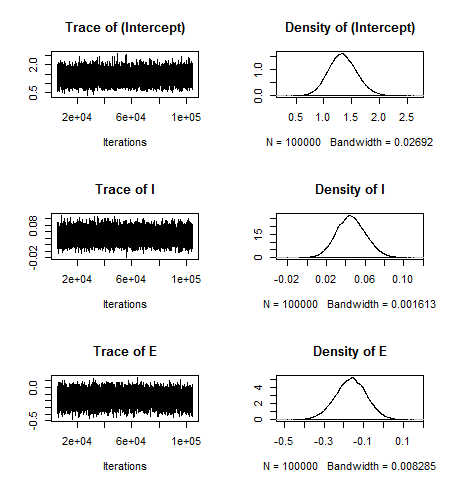 Trace of (Intercept)
0.5 2.0
2e+04 6e+04 1e+05
Iterations
Density of (Intercept)
0.0 1.0
0.5 1.0 1.5 2.0 2.5
N = 100000 Bandwidth = 0.02692
Trace of I
-0.02 0.08
2e+04 6e+04 1e+05
Iterations
Density of I
0 15
-0.02 0.02 0.06 0.10
N = 100000 Bandwidth = 0.001613
Trace of E
-0.5 0.0
2e+04 6e+04 1e+05
Iterations
Density of E
0 2 4
-0.5 -0.3 -0.1 0.1
N = 100000 Bandwidth = 0.008285